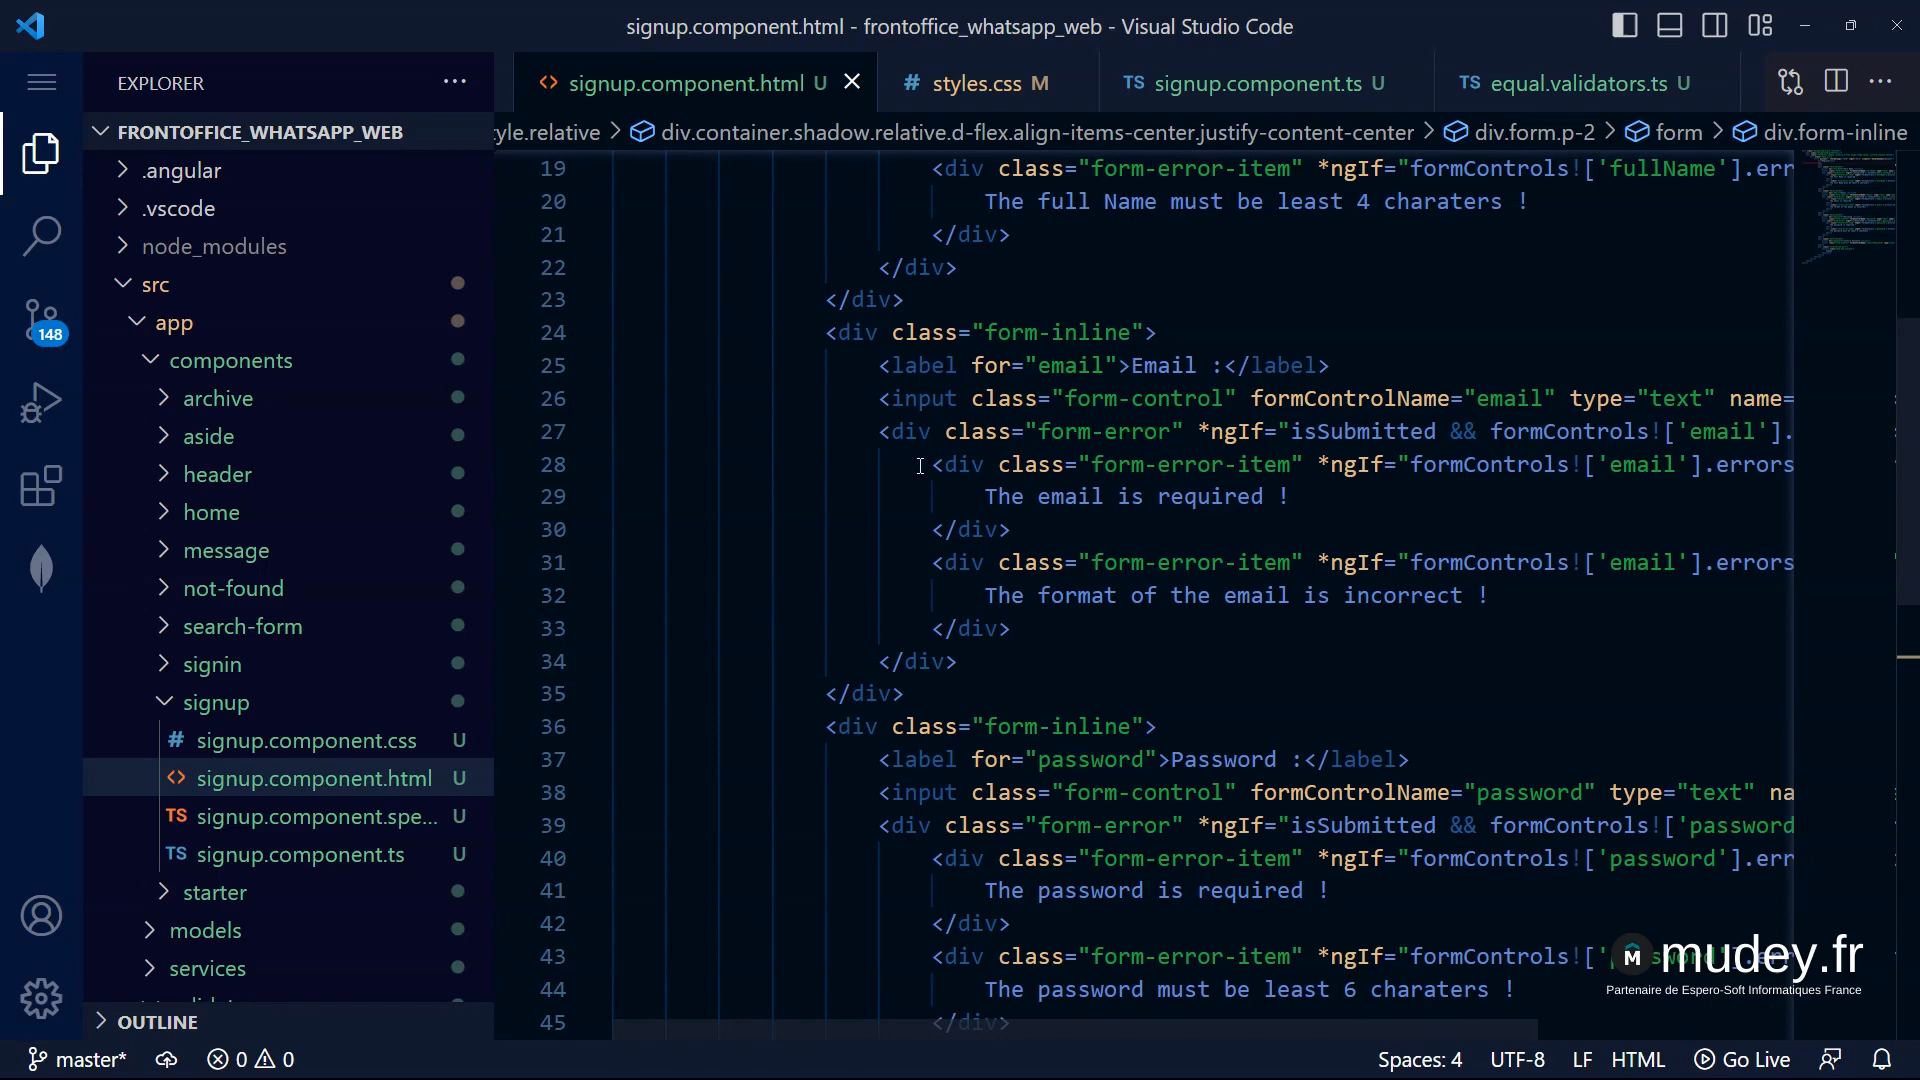 signup.component.html - frontoffice_whatsapp_web - Visual Studio Code
EXPLORER
signup.component.html U
# styles.css M
TS signup.component.ts U
TS equal.validators.ts U
FRONTOFFICE_WHATSAPP_WEB
yle.relative > div.container.shadow.relative.d-flex.align-items-center.justify-content-center > div.form.p-2 > form > div.form-inline
.angular
.vscode
node_modules
src
app
components
archive
aside
header
home
message
not-found
search-form
signin
signup
# signup.component.css U
<> signup.component.html U
TS signup.component.spe... U
TS signup.component.ts U
starter
models
services
OUTLINE
148
19 <div class="form-error-item" *ngIf="formControls!['fullName'].err
20 The full Name must be least 4 charaters !
21 </div>
22 </div>
23 </div>
24 <div class="form-inline">
25 <label for="email">Email :</label>
26 <input class="form-control" formControlName="email" type="text" name=
27 <div class="form-error" *ngIf="isSubmitted && formControls!['email'].
28 <div class="form-error-item" *ngIf="formControls!['email'].errors
29 The email is required !
30 </div>
31 <div class="form-error-item" *ngIf="formControls!['email'].errors
32 The format of the email is incorrect !
33 </div>
34 </div>
35 </div>
36 <div class="form-inline">
37 <label for="password">Password :</label>
38 <input class="form-control" formControlName="password" type="text" na
39 <div class="form-error" *ngIf="isSubmitted && formControls!['password
40 <div class="form-error-item" *ngIf="formControls!['password'].err
41 The password is required !
42 </div>
43 <div class="form-error-item" *ngIf="formControls!['
44 The password must be least 6 charaters !
45 </div>
mudey.fr
Partenaire de Espero-Soft Informatiques France
master* 0 0
Spaces: 4 UTF-8 LF HTML Go Live